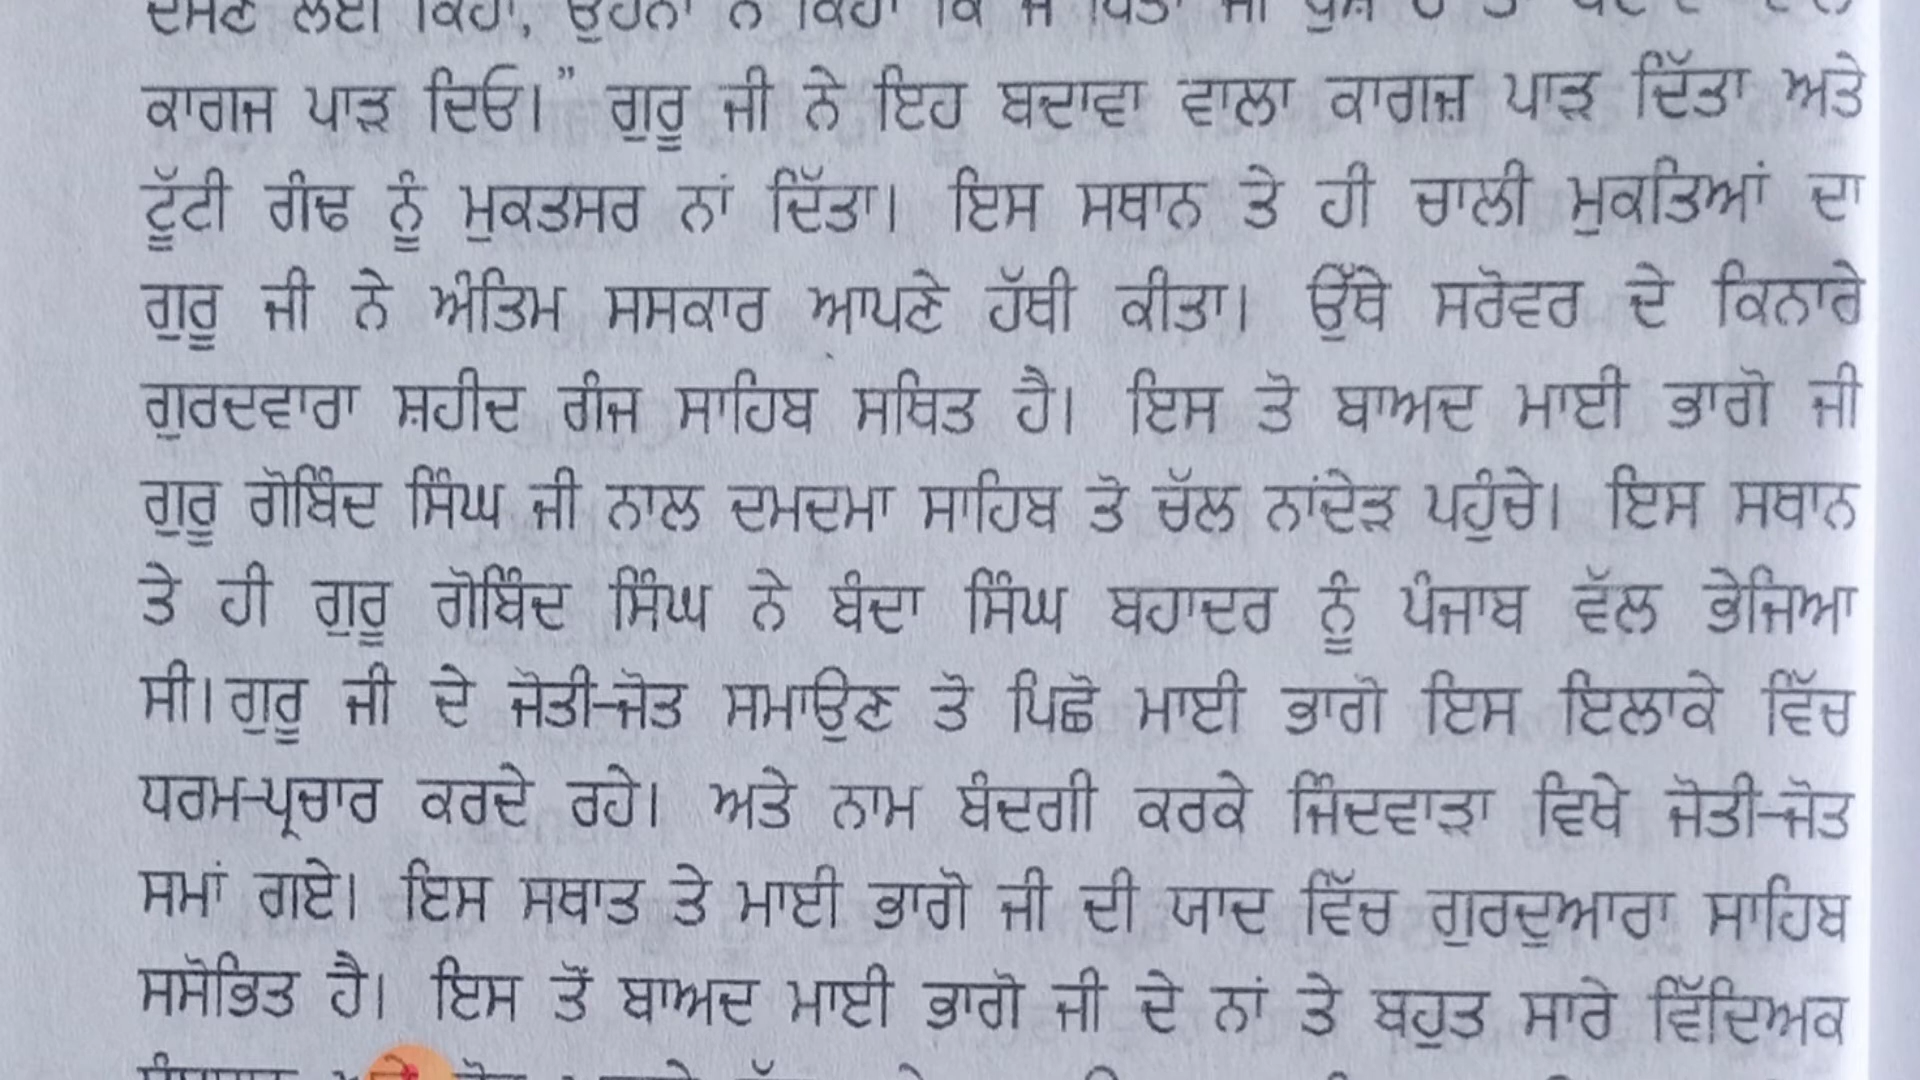 ਕਾਗਜ ਪਾੜ ਦਿਓ।” ਗੁਰੂ ਜੀ ਨੇ ਇਹ ਬਦਾਵਾ ਵਾਲਾ ਕਾਗਜ਼ ਪਾੜ ਦਿੱਤਾ ਅਤੇ
ਟੂੱਟੀ ਗੰਢ ਨੂੰ ਮੁਕਤਸਰ ਨਾਂ ਦਿੱਤਾ। ਇਸ ਸਥਾਨ ਤੇ ਹੀ ਚਾਲੀ ਮੁਕਤਿਆਂ ਦਾ
ਗੁਰੂ ਜੀ ਨੇ ਅੰਤਿਮ ਸਸਕਾਰ ਆਪਣੇ ਹੱਥੀ ਕੀਤਾ। ਉੱਥੇ ਸਰੋਵਰ ਦੇ ਕਿਨਾਰੇ
ਗੁਰਦਵਾਰਾ ਸ਼ਹੀਦ ਗੰਜ ਸਾਹਿਬ ਸਥਿਤ ਹੈ। ਇਸ ਤੋ ਬਾਅਦ ਮਾਈ ਭਾਗੋ ਜੀ
ਗੁਰੂ ਗੋਬਿੰਦ ਸਿੰਘ ਜੀ ਨਾਲ ਦਮਦਮਾ ਸਾਹਿਬ ਤੋ ਚੱਲ ਨਾਂਦੇੜ ਪਹੁੰਚੇ। ਇਸ ਸਥਾਨ
ਤੇ ਹੀ ਗੁਰੂ ਗੋਬਿੰਦ ਸਿੰਘ ਨੇ ਬੰਦਾ ਸਿੰਘ ਬਹਾਦਰ ਨੂੰ ਪੰਜਾਬ ਵੱਲ ਭੇਜਿਆ
ਸੀ। ਗੁਰੂ ਜੀ ਦੇ ਜੋਤੀ-ਜੋਤ ਸਮਾਉਣ ਤੋ ਪਿਛੋ ਮਾਈ ਭਾਗੋ ਇਸ ਇਲਾਕੇ ਵਿੱਚ
ਧਰਮ-ਪ੍ਰਚਾਰ ਕਰਦੇ ਰਹੇ। ਅਤੇ ਨਾਮ ਬੰਦਗੀ ਕਰਕੇ ਜਿੰਦਵਾੜਾ ਵਿਖੇ ਜੋਤੀ-ਜੋਤ
ਸਮਾਂ ਗਏ। ਇਸ ਸਥਾਤ ਤੇ ਮਾਈ ਭਾਗੋ ਜੀ ਦੀ ਯਾਦ ਵਿੱਚ ਗੁਰਦੁਆਰਾ ਸਾਹਿਬ
ਸਸੋਭਿਤ ਹੈ। ਇਸ ਤੋਂ ਬਾਅਦ ਮਾਈ ਭਾਗੋ ਜੀ ਦੇ ਨਾਂ ਤੇ ਬਹੁਤ ਸਾਰੇ ਵਿੱਦਿਅਕ